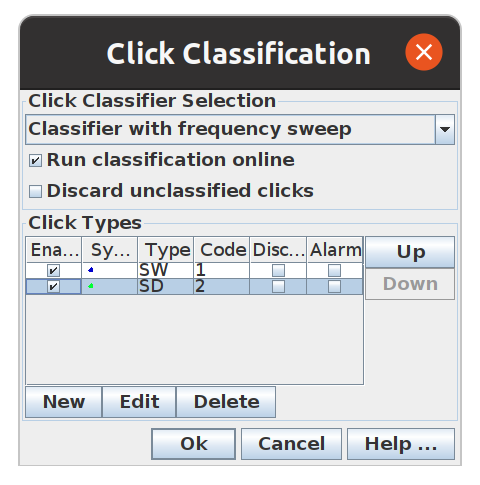 Click Classification
Click Classifier Selection
Classifier with frequency sweep
Run classification online
Discard unclassified clicks
Click Types
Ena... Sy... Type Code Disc... Alarm
SW 1
SD 2
Up
Down
New Edit Delete
Ok Cancel Help ...